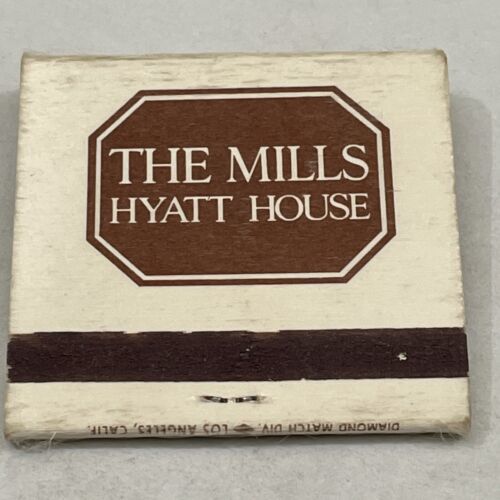 THE MILLS
HYATT HOUSE
DIAMOND MATCH DIV. LOS ANGELES, CALIF.